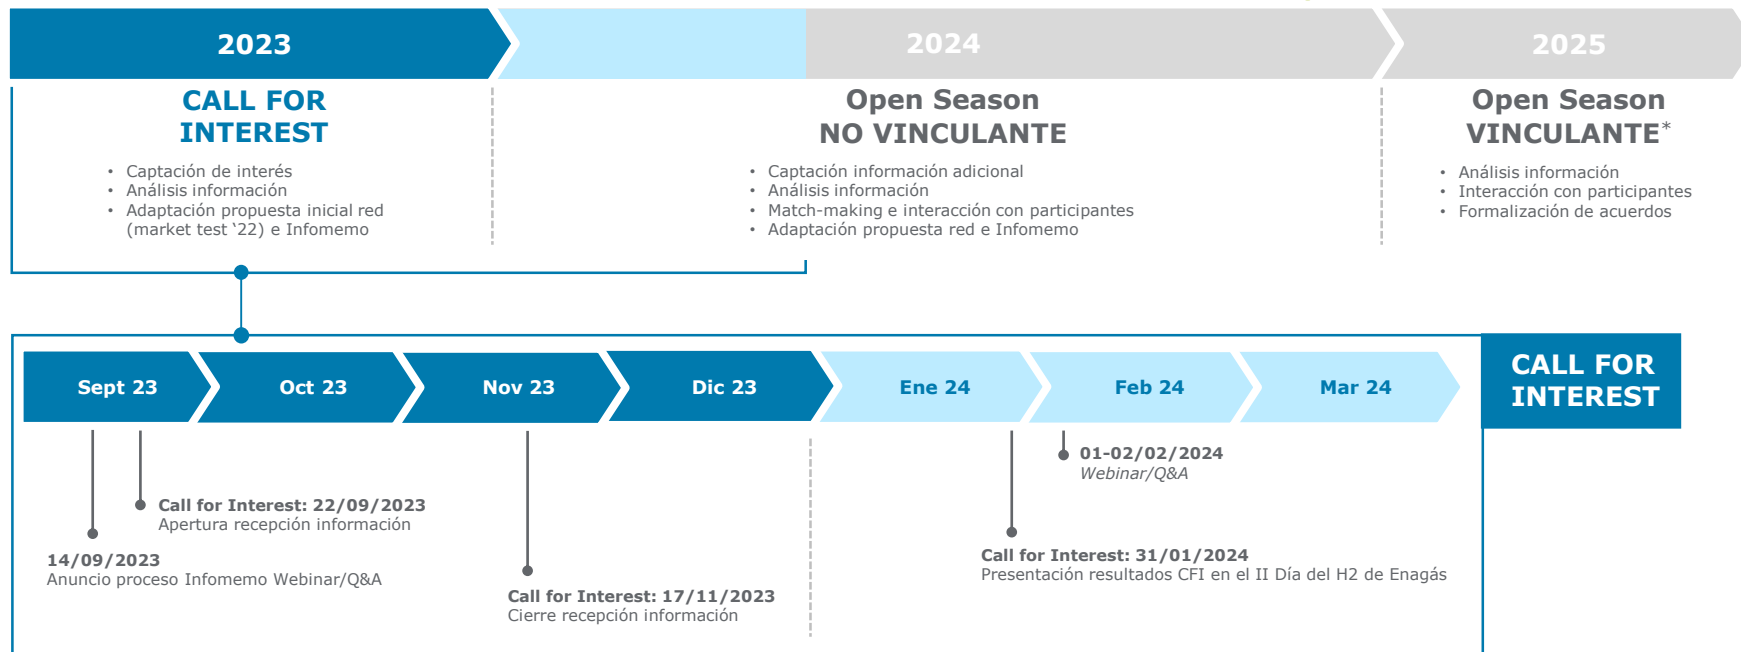 2023
2024
2025
CALL FOR
INTEREST
• Captación de interés
• Análisis información
• Adaptación propuesta inicial red
(market test ‘22) e Infomemo
Open Season
NO VINCULANTE
• Captación información adicional
• Análisis información
• Match-making e interacción con participantes
• Adaptación propuesta red e Infomemo
Open Season
VINCULANTE*
• Análisis información
• Interacción con participantes
• Formalización de acuerdos
CALL FOR
INTEREST
Sept 23
Oct 23
Nov 23
Dic 23
Ene 24
Feb 24
Mar 24
01-02/02/2024
Webinar/Q&A
Call for Interest: 22/09/2023
Apertura recepción información
14/09/2023
Anuncio proceso Infomemo Webinar/Q&A
Call for Interest: 17/11/2023
Cierre recepción información
Call for Interest: 31/01/2024
Presentación resultados CFI en el II Día del H2 de Enagás